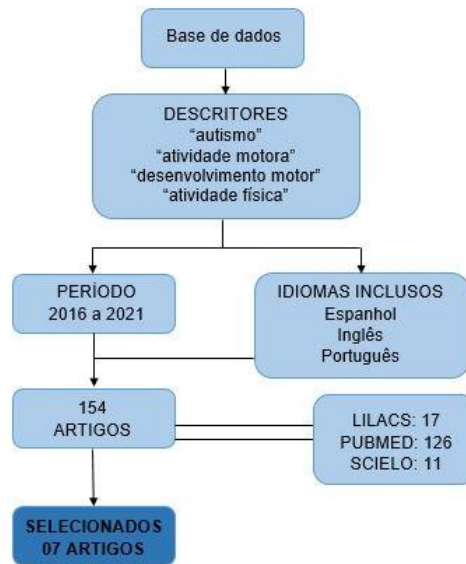 Base de dados
DESCRITORES
“autismo”
“atividade motora”
“desenvolvimento motor”
“atividade física”
PERÍODO
2016 a 2021
IDIOMAS INCLUSOS
Espanhol
Inglês
Português
154
ARTIGOS
LILACS: 17
PUBMED: 126
SCIELO: 11
SELECIONADOS
07 ARTIGOS